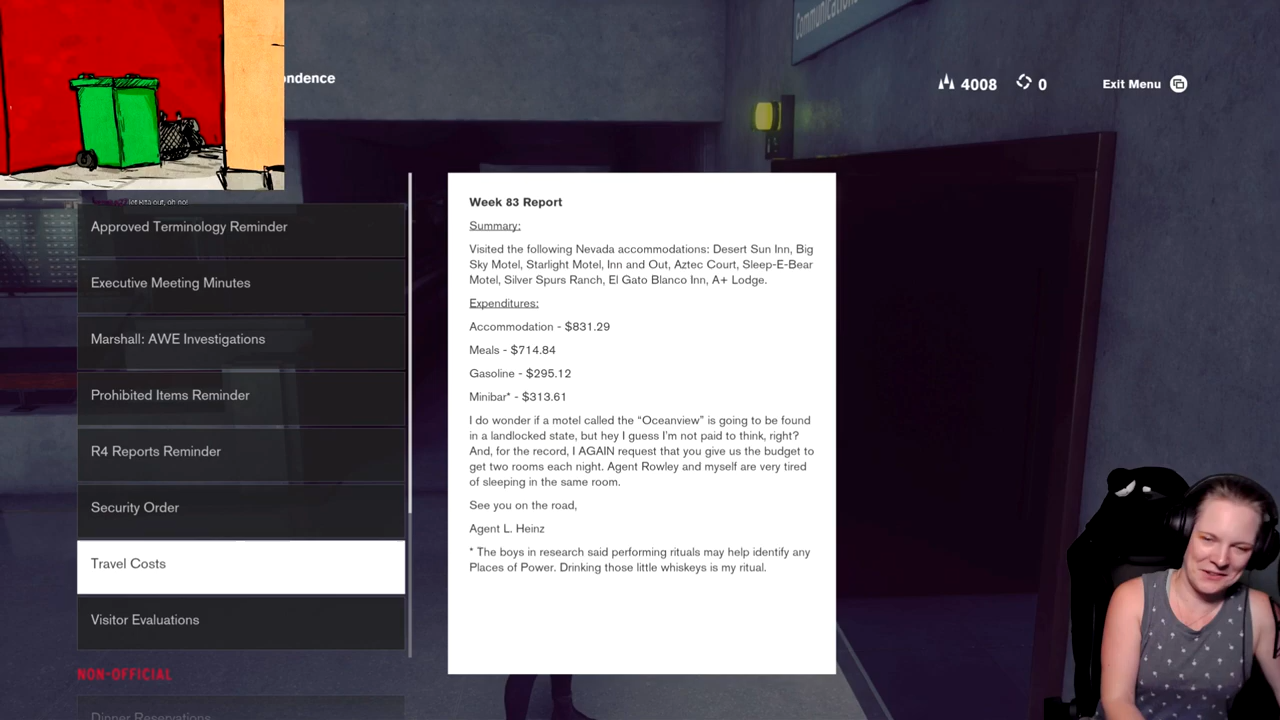 Communications
ondence
4008
0
Exit Menu
let Rita out, oh no!
Approved Terminology Reminder
Executive Meeting Minutes
Marshall: AWE Investigations
Prohibited Items Reminder
R4 Reports Reminder
Security Order
Travel Costs
Visitor Evaluations
NON-OFFICIAL
Dinner Reservations
Week 83 Report
Summary:
Visited the following Nevada accommodations: Desert Sun Inn, Big
Sky Motel, Starlight Motel, Inn and Out, Aztec Court, Sleep-E-Bear
Motel, Silver Spurs Ranch, El Gato Blanco Inn, A+ Lodge.
Expenditures:
Accommodation - $831.29
Meals - $714.84
Gasoline - $295.12
Minibar* - $313.61
I do wonder if a motel called the “Oceanview” is going to be found
in a landlocked state, but hey I guess I’m not paid to think, right?
And, for the record, I AGAIN request that you give us the budget to
get two rooms each night. Agent Rowley and myself are very tired
of sleeping in the same room.
See you on the road,
Agent L. Heinz
* The boys in research said performing rituals may help identify any
Places of Power. Drinking those little whiskeys is my ritual.